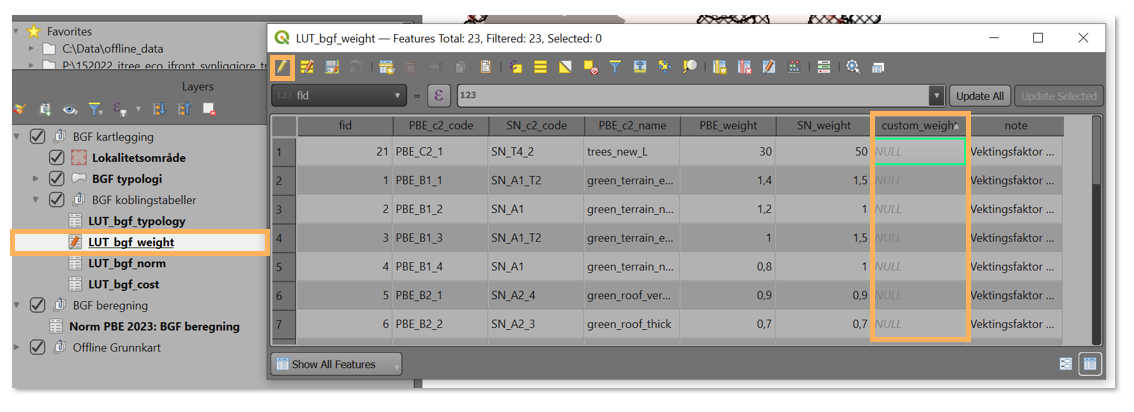 Favorites
C:\Data\offline_data
Layers
BGF kartlegging
Lokalitetsområde
BGF typologi
BGF koblingstabeller
LUT_bgf_typology
LUT_bgf_weight
LUT_bgf_norm
LUT_bgf_cost
BGF beregning
Norm PBE 2023: BGF beregning
Offline Grunnkart
LUT_bgf_weight — Features Total: 23, Filtered: 23, Selected: 0
123 fid = ε 123 Update All Update Selected
fid PBE_c2_code SN_c2_code PBE_c2_name PBE_weight SN_weight custom_weight note
1 21 PBE_C2_1 SN_T4_2 trees_new_L 30 50 NULL Vektingsfaktor ...
2 1 PBE_B1_1 SN_A1_T2 green_terrain_e... 1,4 1,5 NULL Vektingsfaktor ...
3 2 PBE_B1_2 SN_A1 green_terrain_n... 1,2 1 NULL Vektingsfaktor ...
4 3 PBE_B1_3 SN_A1_T2 green_terrain_e... 1 1,5 NULL Vektingsfaktor ...
5 4 PBE_B1_4 SN_A1 green_terrain_n... 0,8 1 NULL Vektingsfaktor ...
6 5 PBE_B2_1 SN_A2_4 green_roof_ver... 0,9 0,9 NULL Vektingsfaktor ...
7 6 PBE_B2_2 SN_A2_3 green_roof_thick 0,7 0,7 NULL Vektingsfaktor ...
Show All Features